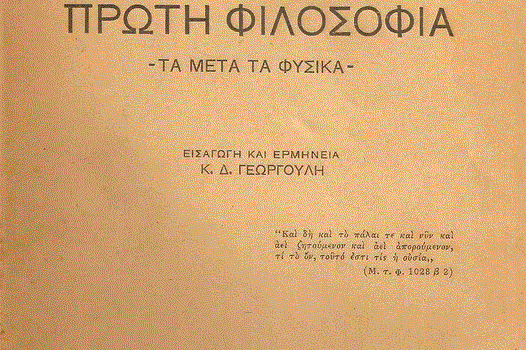 ΠΡΩΤΗ ΦΙΛΟΣΟΦΙΑ
-ΤΑ ΜΕΤΑ ΤΑ ΦΥΣΙΚΑ-
ΕΙΣΑΓΩΓΗ ΚΑΙ ΕΡΜΗΝΕΙΑ
Κ. Δ. ΓΕΩΡΓΟΥΛΗ
“Καὶ δὴ καὶ τὸ πάλαι τε καὶ νῦν καὶ
ἀεὶ ζητούμενον καὶ ἀεὶ ἀπορούμενον,
τί τὸ ὄν, τοῦτό ἐστι τίς ἡ οὐσία,,
(Μ. τ. φ. 1028 β 2)